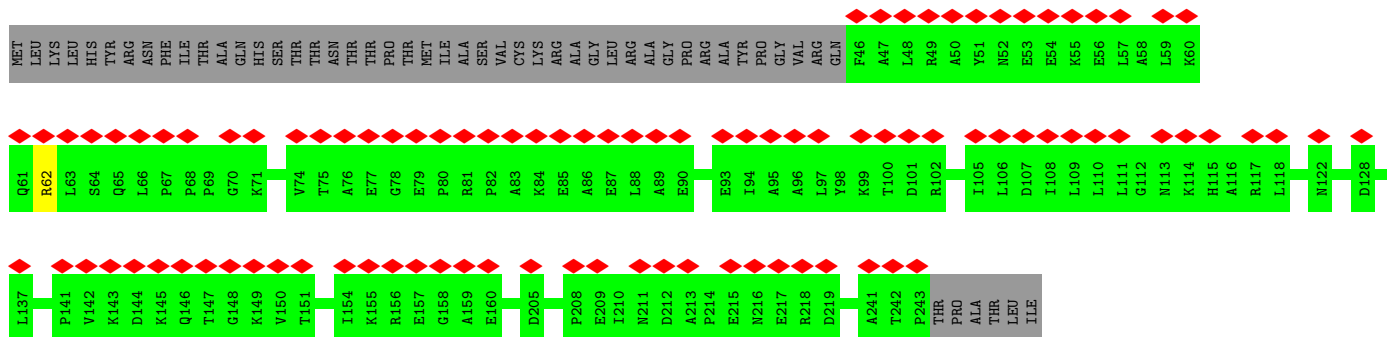 MET LEU LYS LEU HIS TYR ARG ASN PHE ILE THR ALA GLN HIS SER THR THR ASN THR THR PRO THR MET ILE ALA SER VAL CYS LYS ARG ALA GLY LEU ARG ALA GLY PRO ARG ALA TYR PRO GLY VAL ARG GLN F46 A47 L48 R49 A50 Y51 N52 E53 E54 K55 E56 L57 A58 L59 K60
Q61 R62 L63 S64 Q65 L66 P67 P68 P69 G70 K71 V74 T75 A76 E77 G78 E79 P80 R81 P82 A83 K84 E85 A86 E87 L88 A89 E90 E93 I94 A95 A96 L97 Y98 K99 T100 D101 R102 I105 L106 D107 I108 L109 L110 L111 G112 N113 K114 H115 A116 R117 L118 N122 D128
L137 P141 V142 K143 D144 K145 Q146 T147 G148 K149 V150 T151 I154 K155 R156 E157 G158 A159 E160 D205 P208 E209 I210 N211 D212 A213 P214 E215 N216 E217 R218 D219 A241 T242 P243 THR PRO ALA THR LEU ILE